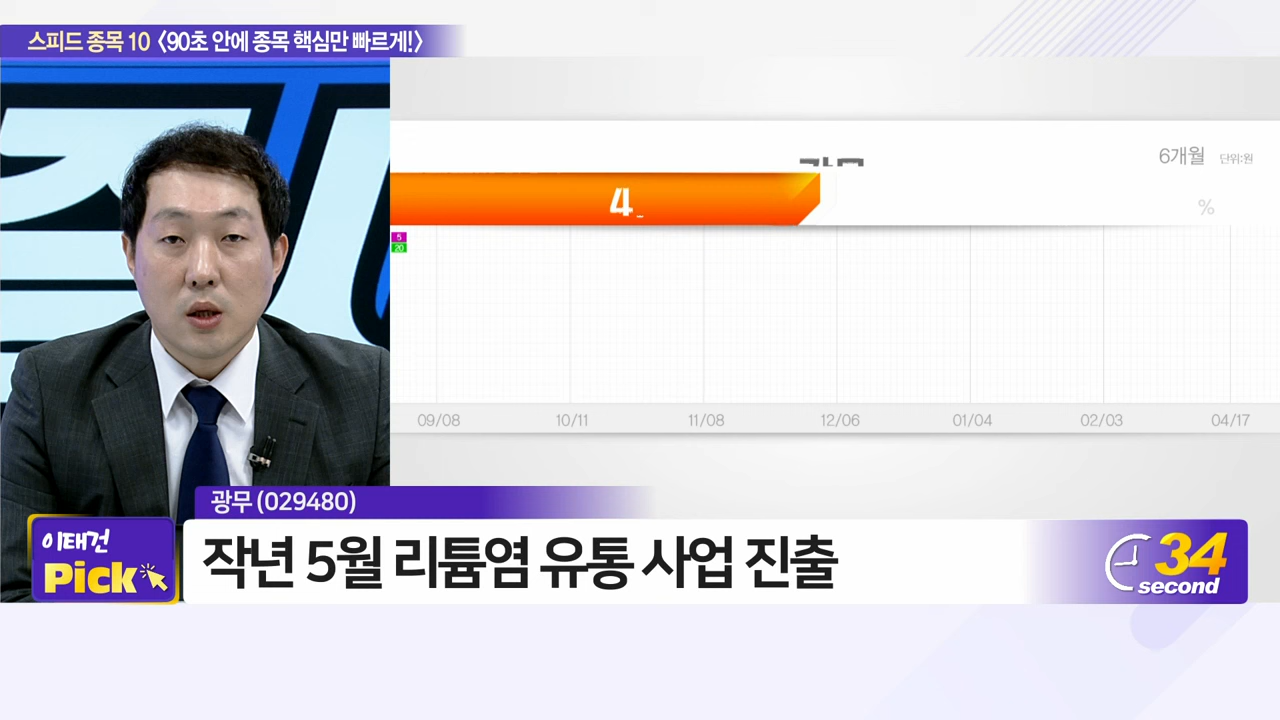 스피드 종목 10 〈90초 안에 종목 핵심만 빠르게!〉
6개월 단위:원
4
%
5
20
09/08 10/11 11/08 12/06 01/04 02/03 04/17
광무 (029480)
이태건
Pick
작년 5월 리튬염 유통 사업 진출
34
second